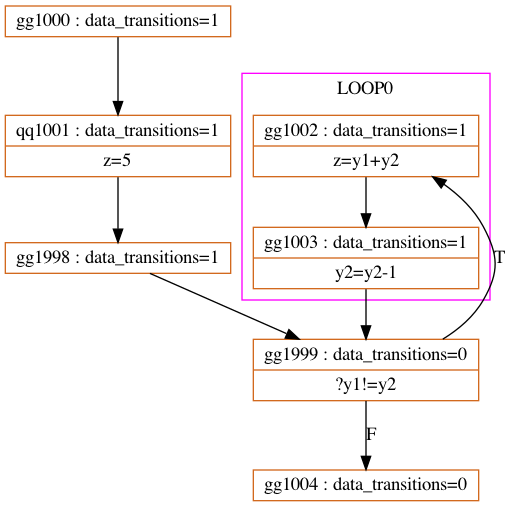 gg1000 : data_transitions=1
LOOP0
qq1001 : data_transitions=1
z=5
gg1002 : data_transitions=1
z=y1+y2
gg1998 : data_transitions=1
gg1003 : data_transitions=1
y2=y2-1
T
gg1999 : data_transitions=0
?y1!=y2
F
gg1004 : data_transitions=0